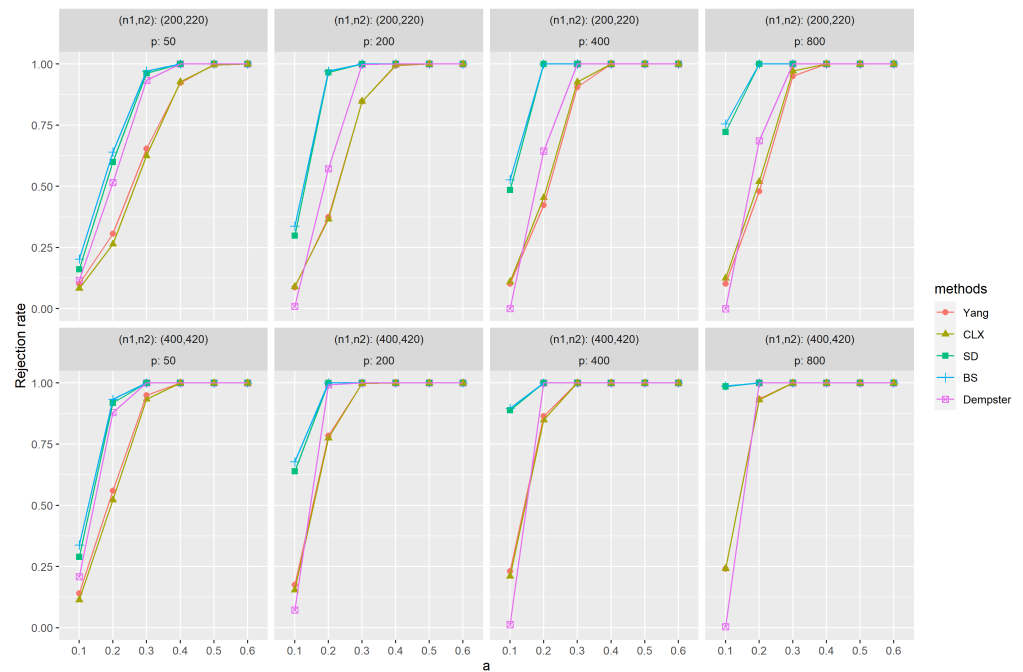 (n1,n2): (200,220)
(n1,n2): (200,220)
(n1,n2): (200,220)
(n1,n2): (200,220)
p: 50
p: 200
p: 400
p: 800
1.00
0.75
0.50
0.25
0.00
(n1,n2): (400,420)
(n1,n2): (400,420)
(n1,n2): (400,420)
(n1,n2): (400,420)
p: 50
p: 200
p: 400
p: 800
1.00
0.75
0.50
0.25
0.00
Rejection rate
0.1 0.2 0.3 0.4 0.5 0.6
0.1 0.2 0.3 0.4 0.5 0.6
0.1 0.2 0.3 0.4 0.5 0.6
0.1 0.2 0.3 0.4 0.5 0.6
a
methods
Yang
CLX
SD
BS
Dempster